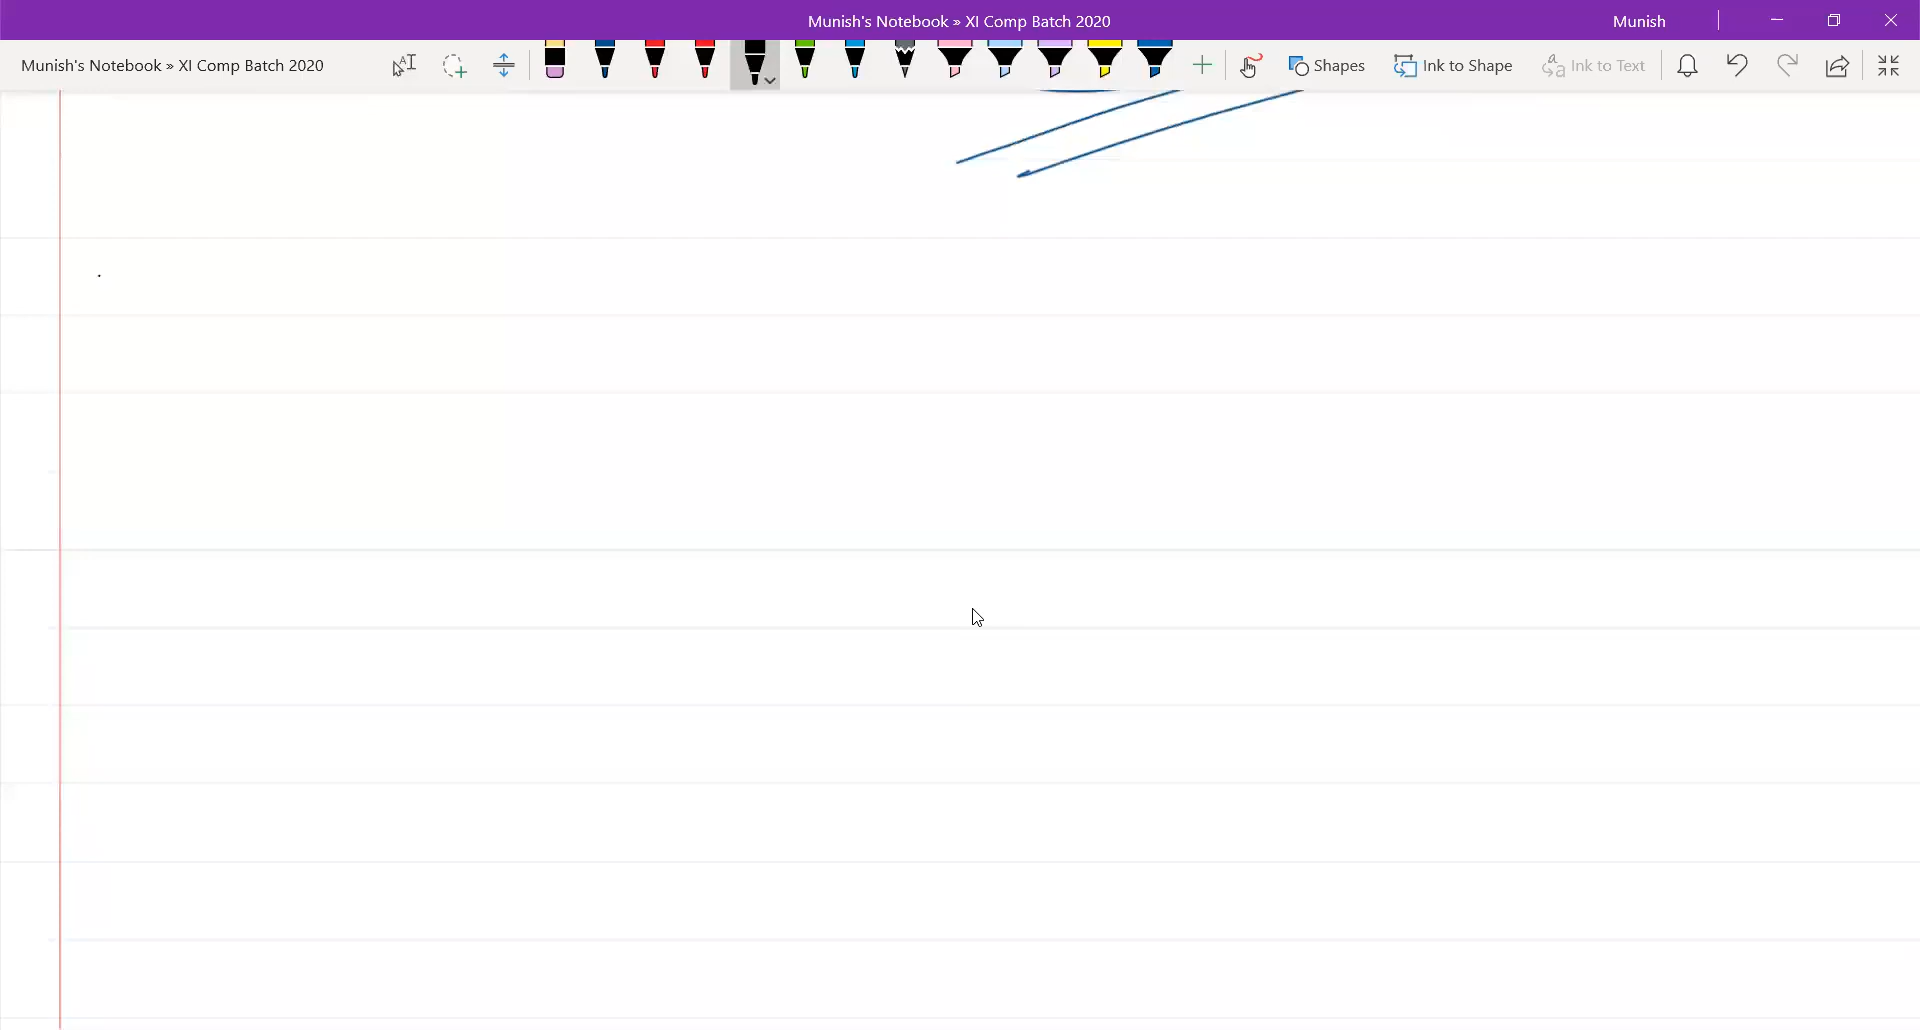 Munish's Notebook » XI Comp Batch 2020
Munish
Munish's Notebook » XI Comp Batch 2020
Shapes
Ink to Shape
Ink to Text